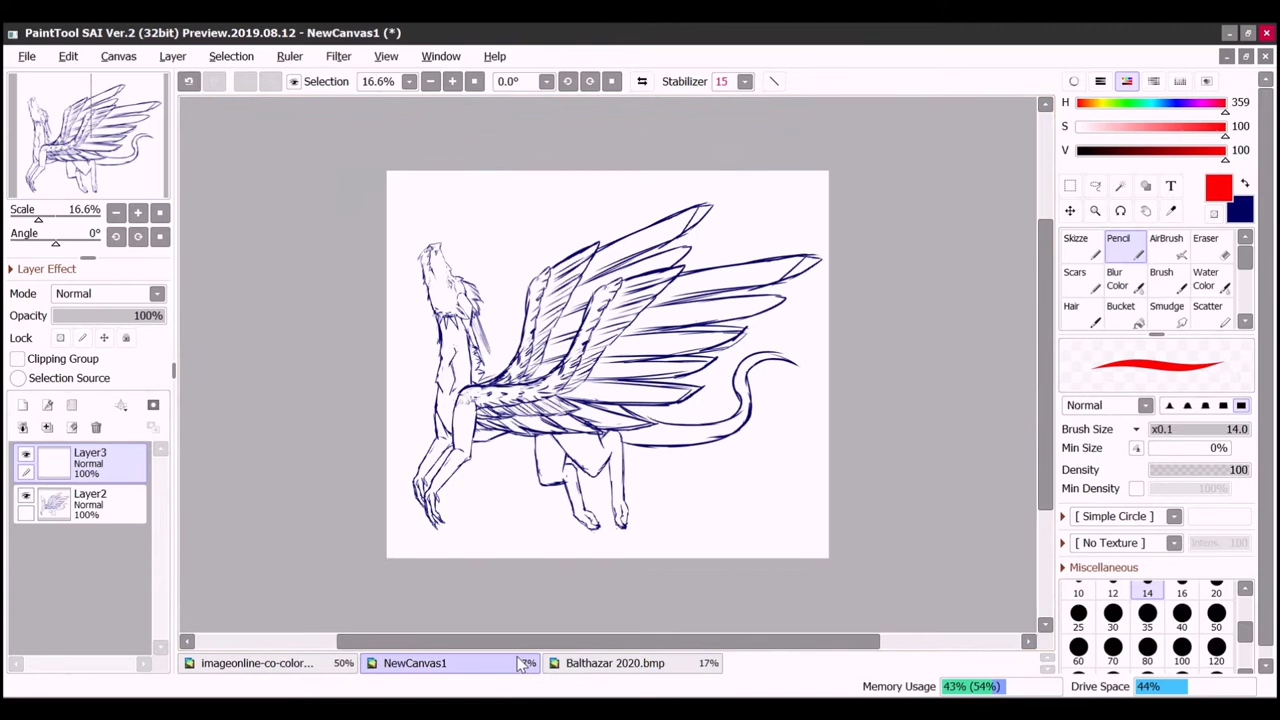 PaintTool SAI Ver.2 (32bit) Preview.2019.08.12 - NewCanvas1 (*)
File Edit Canvas Layer Selection Ruler Filter View Window Help
Selection 16.6% 0.0° Stabilizer 15
H 359
S 100
V 100
Scale 16.6%
Angle 0°
Layer Effect
Mode Normal
Opacity 100%
Lock
Clipping Group
Selection Source
Layer3
Normal
100%
Layer2
Normal
100%
T
Skizze Pencil AirBrush Eraser
Scars Blur Color Brush Water Color
Hair Bucket Smudge Scatter
Normal
Brush Size x0.1 14.0
Min Size 0%
Density 100
Min Density 100%
[ Simple Circle ]
[ No Texture ] Intens. 100
Miscellaneous
10 12 14 16 20
25 30 35 40 50
60 70 80 100 120
imageonline-co-color... 50% NewCanvas1 Balthazar 2020.bmp 17%
Memory Usage 43% (54%) Drive Space 44%